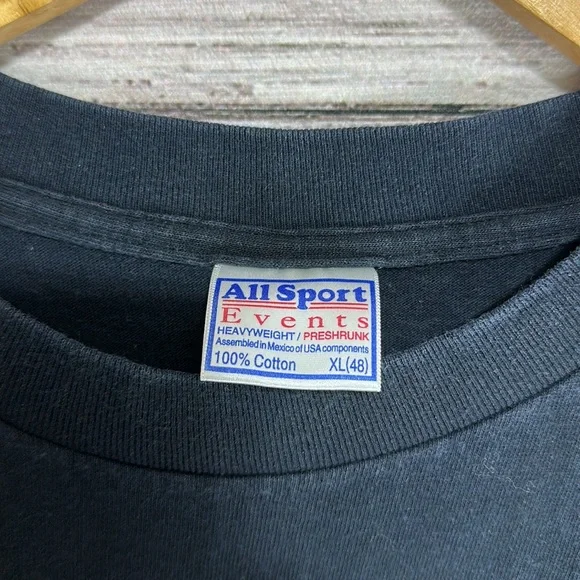 All Sport
Events
HEAVYWEIGHT / PRESHRUNK
Assembled in Mexico of USA components
100% Cotton XL(48)